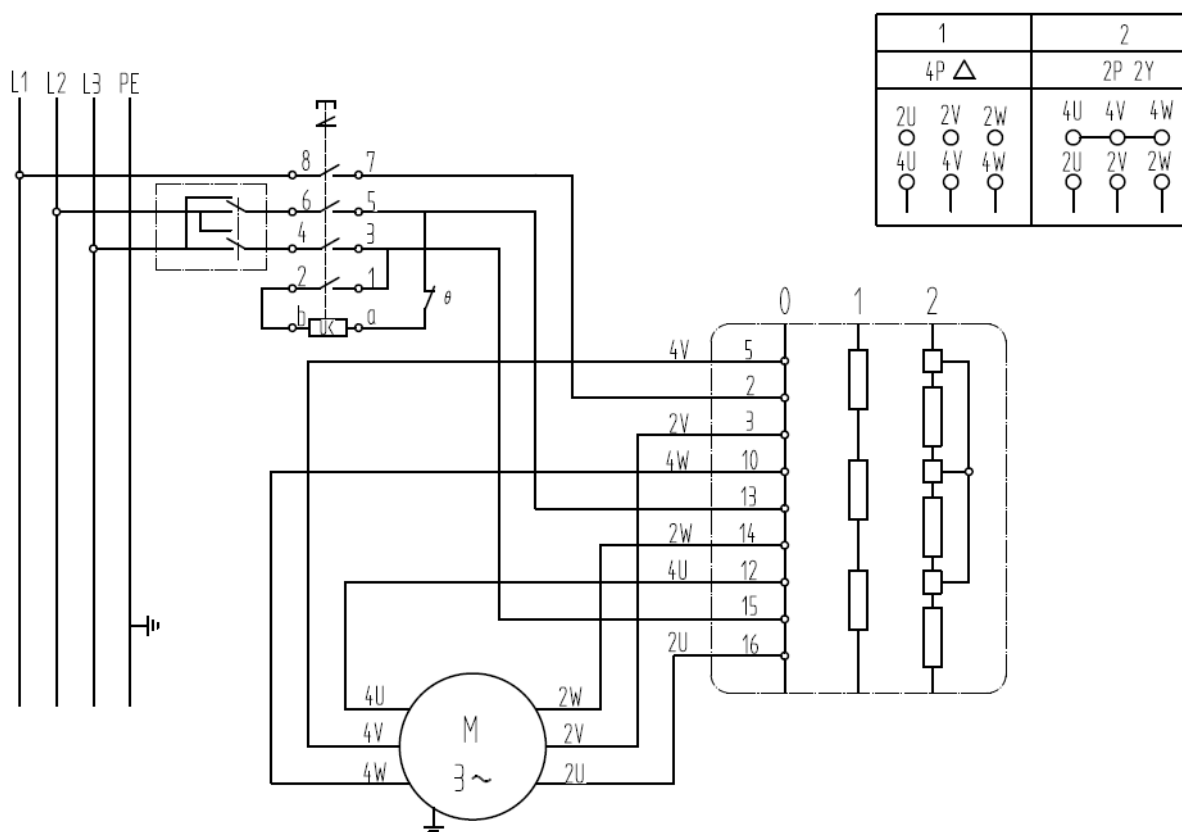 1 2
4P △ 2P 2Y
2U 2V 2W 4U 4V 4W
4U 4V 4W 2U 2V 2W
L1 L2 L3 PE
8 7
6 5
4 3
2 1
b U< a
θ
0 1 2
4V 5
2
2V 3
4W 10
13
2W 14
4U 12
15
2U 16
4U 2W
4V M 2V
4W 3~ 2U